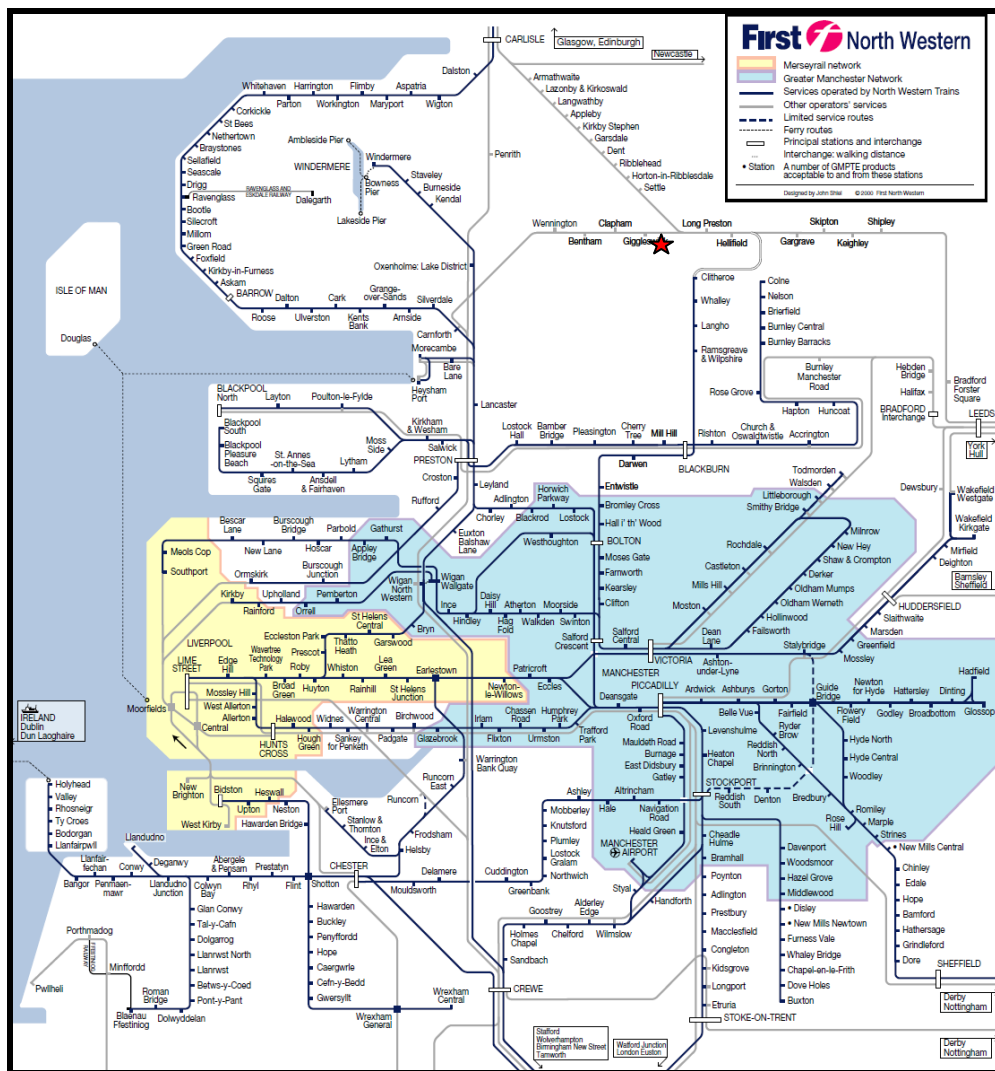 First North Western
Merseyrail network
Greater Manchester Network
Services operated by North Western Trains
Other operators' services
Limited service routes
Ferry routes
Principal stations and interchange
Interchange: walking distance
• Station
A number of GMPTE products
acceptable to and from these stations
Designed by John Shiel © 2000 First North Western
CARLISLE
Glasgow, Edinburgh
Newcastle
Dalston
Whitehaven
Harrington
Flimby
Aspatria
Parton
Workington
Maryport
Wigton
Corkickle
St Bees
Nethertown
Braystones
Sellafield
Seascale
Drigg
Ravenglass
Bootle
Silecroft
Millom
Green Road
Foxfield
Kirkby-in-Furness
Askam
BARROW
RAVENGLASS AND
ESKDALE RAILWAY
Dalegarth
Ambleside Pier
WINDERMERE
Bowness
Pier
Lakeside Pier
Windermere
Staveley
Burneside
Kendal
Oxenholme: Lake District
Penrith
Armathwaite
Lazonby & Kirkoswald
Langwathby
Appleby
Kirkby Stephen
Garsdale
Dent
Ribblehead
Horton-in-Ribblesdale
Settle
Wennington
Clapham
Long Preston
Skipton
Shipley
Bentham
Hellifield
Gargrave
Keighley
ISLE OF MAN
Douglas
Roose
Dalton
Ulverston
Cark
Kents
Bank
Grange-
over-Sands
Arnside
Silverdale
Carnforth
Morecambe
Bare
Lane
Heysham
Port
Lancaster
Clitheroe
Whalley
Langho
Ramsgreave
& Wilpshire
Colne
Nelson
Brierfield
Burnley Central
Burnley Barracks
Rose Grove
Burnley
Manchester
Road
Hapton
Huncoat
Hebden
Bridge
Halifax
BRADFORD
Interchange
Bradford
Forster
Square
LEEDS
York
Hull
BLACKPOOL
North
Layton
Poulton-le-Fylde
Blackpool
South
Blackpool
Pleasure
Beach
Squires
Gate
St. Annes
-on-the-Sea
Ansdell
& Fairhaven
Lytham
Moss
Side
Kirkham
& Wesham
Salwick
PRESTON
Lostock
Hall
Bamber
Bridge
Pleasington
Cherry
Tree
Mill Hill
BLACKBURN
Rishton
Church &
Oswaldtwistle
Accrington
Croston
Rufford
Leyland
Euxton
Balshaw
Lane
Chorley
Adlington
Blackrod
Horwich
Parkway
Lostock
Westhoughton
Darwen
Entwistle
Bromley Cross
Hall i' th' Wood
BOLTON
Moses Gate
Farnworth
Kearsley
Clifton
Todmorden
Walsden
Littleborough
Smithy Bridge
Rochdale
Castleton
Mills Hill
Moston
Milnrow
New Hey
Shaw & Crompton
Derker
Oldham Mumps
Oldham Werneth
Hollinwood
Failsworth
Dean
Lane
Dewsbury
Wakefield
Westgate
Wakefield
Kirkgate
Mirfield
Deighton
Barnsley
Sheffield
HUDDERSFIELD
Slaithwaite
Marsden
Greenfield
Mossley
Stalybridge
Ashton-
under-Lyne
Bescar
Lane
Burscough
Bridge
Parbold
Gathurst
Meols Cop
Southport
New Lane
Hoscar
Appley
Bridge
Ormskirk
Burscough
Junction
Kirkby
Upholland
Pemberton
Rainford
Orrell
Wigan
North
Western
Wigan
Wallgate
Ince
Hindley
Daisy
Hill
Hag
Fold
Atherton
Walkden
Moorside
Swinton
Salford
Crescent
Salford
Central
VICTORIA
MANCHESTER
PICCADILLY
Deansgate
Oxford
Road
LIVERPOOL
LIME
STREET
Edge
Hill
Wavertree
Technology
Park
Broad
Green
Roby
Huyton
Prescot
Eccleston Park
Thatto
Heath
St Helens
Central
Garswood
Bryn
Whiston
Rainhill
Lea
Green
St Helens
Junction
Earlestown
Newton-
le-Willows
Patricroft
Eccles
Moorfields
Central
Mossley Hill
West Allerton
Allerton
HUNTS
CROSS
Halewood
Hough
Green
Widnes
Sankey
for Penketh
Warrington
Central
Padgate
Birchwood
Glazebrook
Irlam
Flixton
Chassen
Road
Urmston
Humphrey
Park
Trafford
Park
IRELAND
Dublin
Dun Laoghaire
Ardwick
Ashburys
Gorton
Guide
Bridge
Newton
for Hyde
Hattersley
Dinting
Hadfield
Flowery
Field
Godley
Broadbottom
Glossop
Belle Vue
Ryder
Brow
Reddish
North
Brinnington
Bredbury
Fairfield
Hyde North
Hyde Central
Woodley
Romiley
Rose
Hill
Marple
Strines
• New Mills Central
Chinley
Edale
Hope
Bamford
Hathersage
Grindleford
Dore
SHEFFIELD
Derby
Nottingham
Derby
Nottingham
Levenshulme
Heaton
Chapel
STOCKPORT
Reddish
South
Denton
Mauldeth Road
Burnage
East Didsbury
Gatley
Heald Green
MANCHESTER
AIRPORT
Styal
Handforth
Cheadle
Hulme
Bramhall
Poynton
Adlington
Prestbury
Macclesfield
Congleton
Kidsgrove
Longport
Etruria
STOKE-ON-TRENT
Davenport
Woodsmoor
Hazel Grove
Middlewood
• Disley
• New Mills Newtown
Furness Vale
Whaley Bridge
Chapel-en-le-Frith
Dove Holes
Buxton
Warrington
Bank Quay
Runcorn
East
Runcorn
Frodsham
Helsby
Ellesmere
Port
Stanlow &
Thornton
Ince &
Elton
New
Brighton
Bidston
West Kirby
Upton
Heswall
Neston
Hawarden Bridge
Shotton
CHESTER
Mouldsworth
Delamere
Cuddington
Greenbank
Northwich
Lostock
Gralam
Plumley
Knutsford
Mobberley
Ashley
Hale
Altrincham
Navigation
Road
Alderley
Edge
Wilmslow
Chelford
Goostrey
Holmes
Chapel
Sandbach
CREWE
Stafford
Wolverhampton
Birmingham New Street
Tamworth
Watford Junction
London Euston
Holyhead
Valley
Rhosneigr
Ty Croes
Bodorgan
Llanfairpwll
Bangor
Llanfair-
fechan
Penmaen-
mawr
Conwy
Llandudno
Deganwy
Llandudno
Junction
Colwyn
Bay
Abergele
& Pensarn
Rhyl
Prestatyn
Flint
Glan Conwy
Tal-y-Cafn
Dolgarrog
Llanrwst North
Llanrwst
Betws-y-Coed
Pont-y-Pant
Dolwyddelan
Roman
Bridge
Blaenau
Ffestiniog
Porthmadog
FFESTINIOG
RAILWAY
Minffordd
Pwllheli
Hawarden
Buckley
Penyffordd
Hope
Caergwrle
Cefn-y-Bedd
Gwersyllt
Wrexham
General
Wrexham
Central